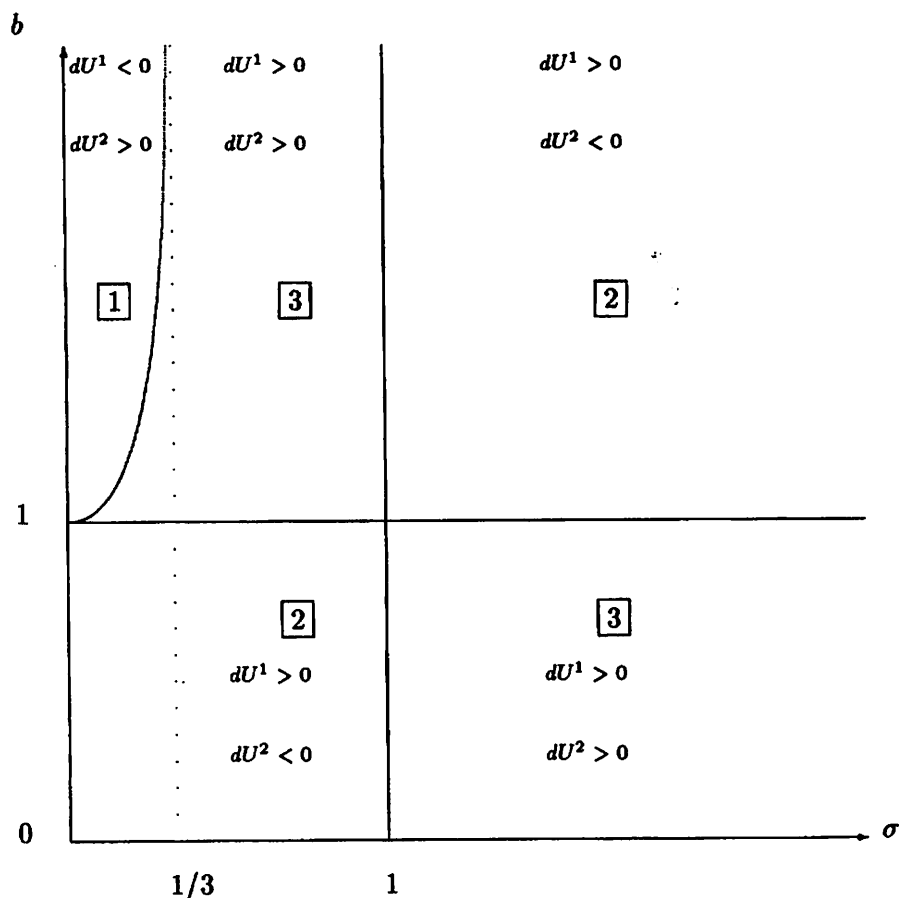 b
dU¹ < 0 dU¹ > 0 dU¹ > 0
dU² > 0 dU² > 0 dU² < 0
1 3 2
1
2 3
dU¹ > 0 dU¹ > 0
dU² < 0 dU² > 0
0 σ
1/3 1